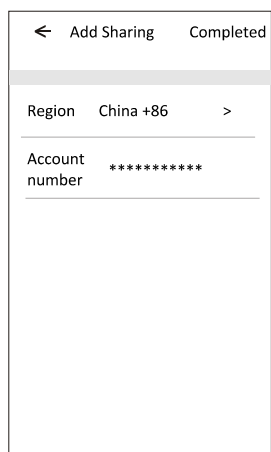 ← Add Sharing Completed
Region China +86 >
Account
number ***********